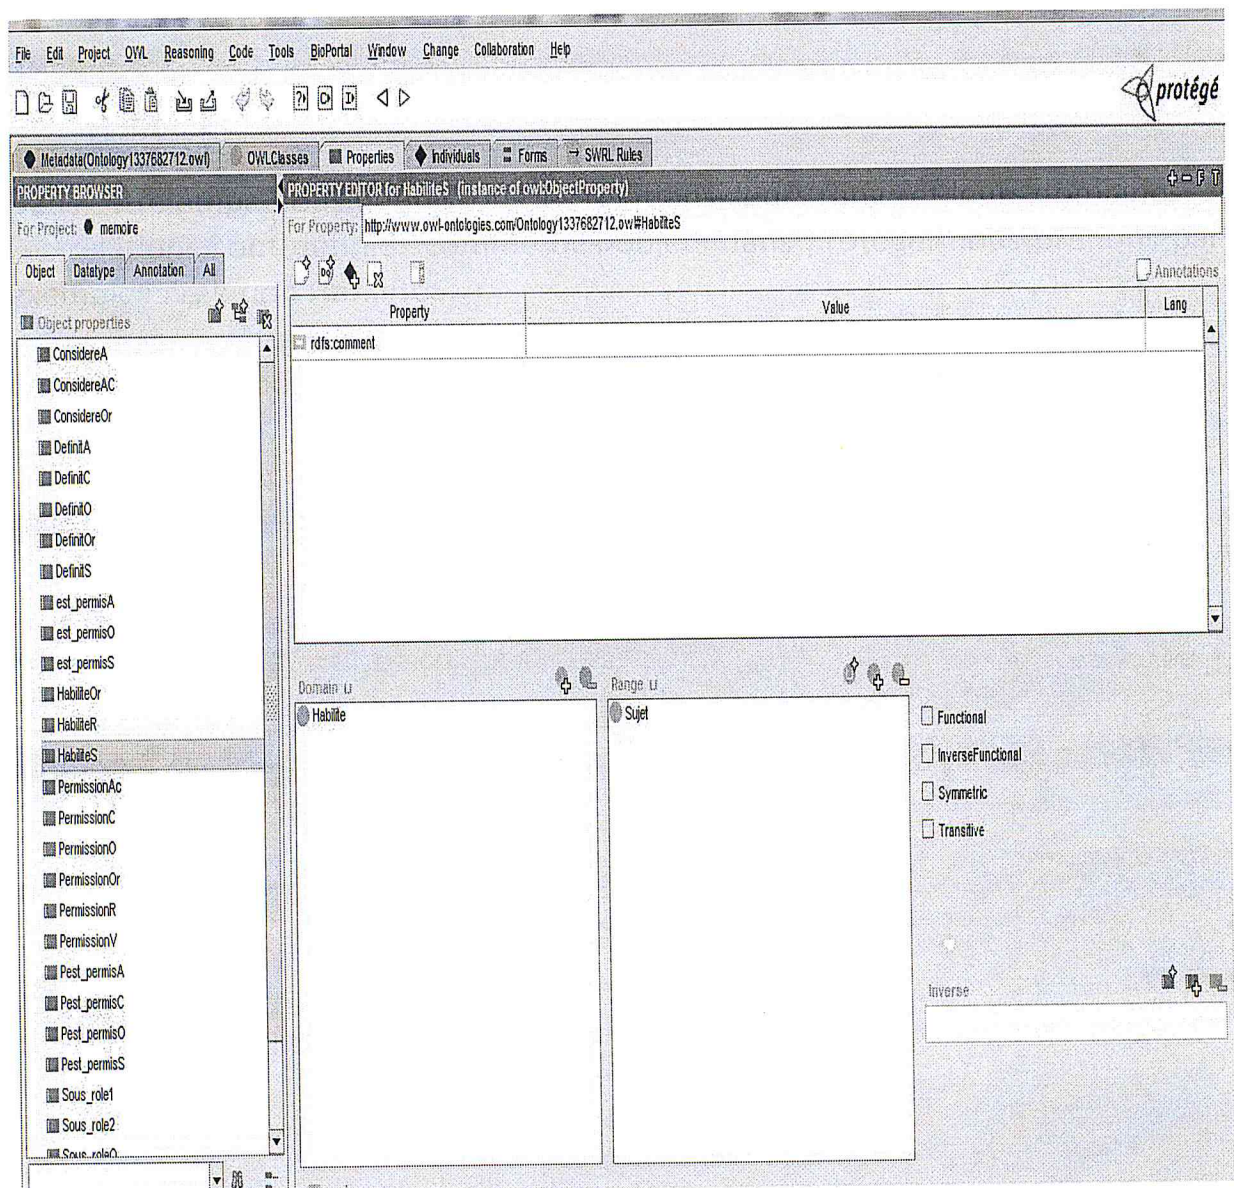 File Edit Project OWL Reasoning Code Tools BioPortal Window Change Collaboration Help
protégé
Metadata(Ontology1337682712.owl) OWLClasses Properties Individuals Forms SWRL Rules
PROPERTY BROWSER
PROPERTY EDITOR for HabiliteS (instance of owl:ObjectProperty)
For Project: memoire
For Property: http://www.owl-ontologies.com/Ontology1337682712.owl#HabiliteS
Object Datatype Annotation All
Annotations
Object properties
Property Value Lang
rdfs:comment
ConsidereA
ConsidereAC
ConsidereOr
DefinitA
DefinitC
DefinitO
DefinitOr
DefinitS
est_permisA
est_permisO
est_permisS
HabiliteOr
HabiliteR
HabiliteS
PermissionAc
PermissionC
PermissionO
PermissionOr
PermissionR
PermissionV
Pest_permisA
Pest_permisC
Pest_permisO
Pest_permisS
Sous_role1
Sous_role2
Domain ⊔
Habilite
Range ⊔
Sujet
Functional
InverseFunctional
Symmetric
Transitive
Inverse